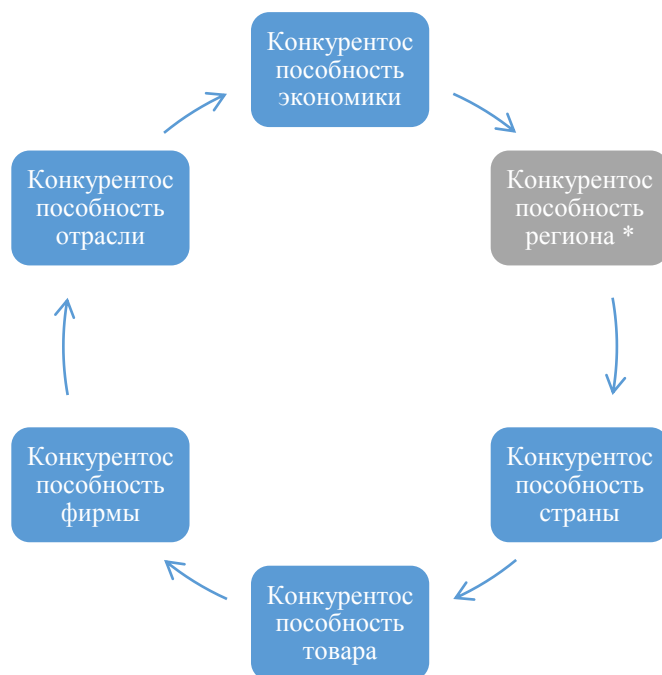 Конкурентос
пособность
экономики
Конкурентос
пособность
региона *
Конкурентос
пособность
страны
Конкурентос
пособность
товара
Конкурентос
пособность
фирмы
Конкурентос
пособность
отрасли